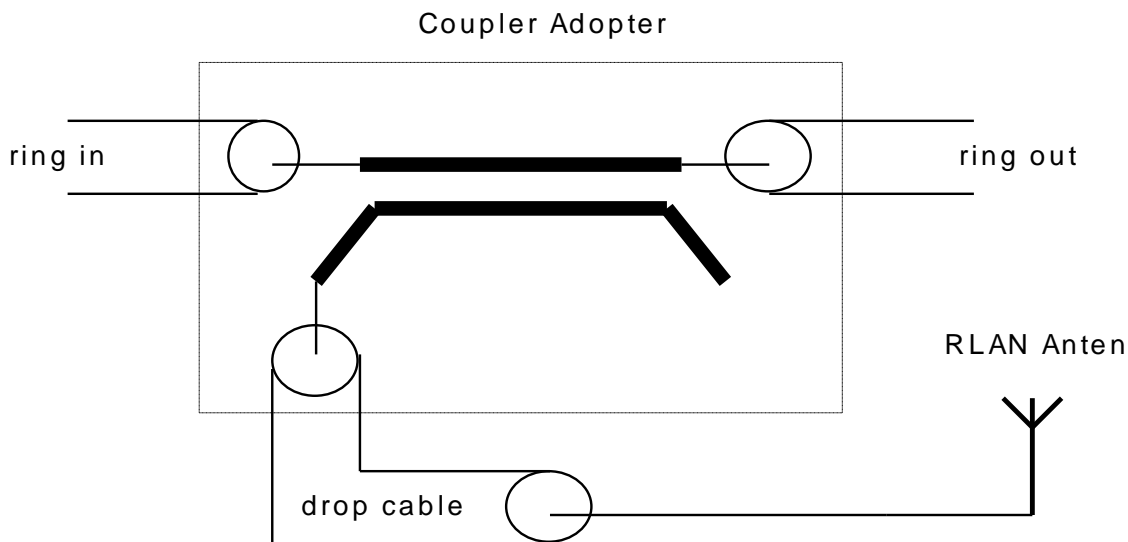 Coupler Adopter
ring in
ring out
RLAN Anten
drop cable